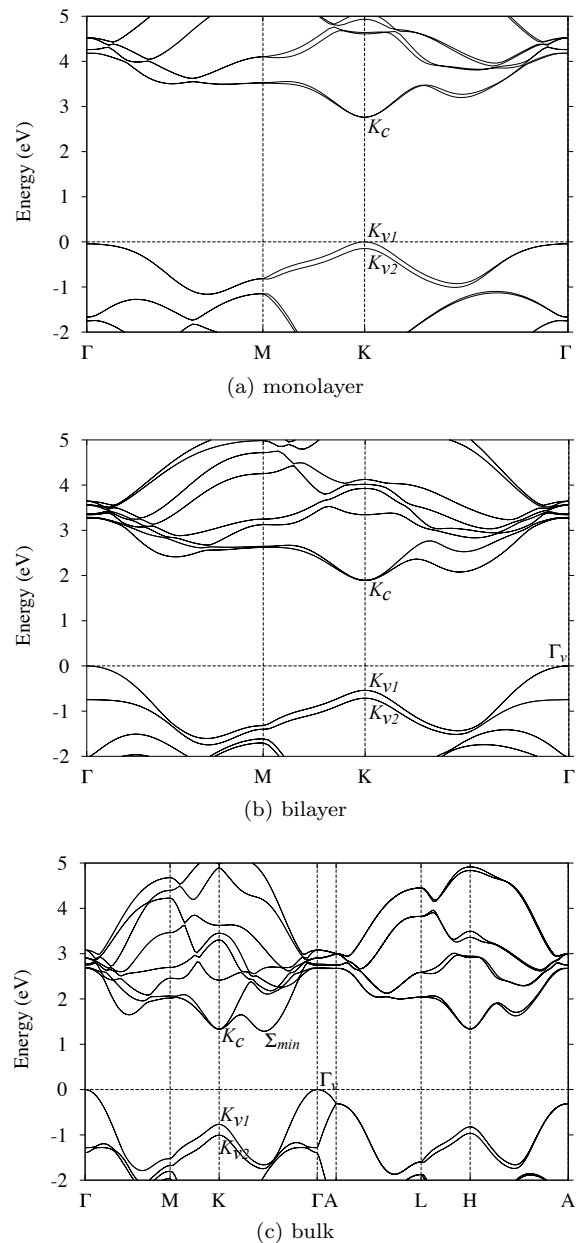 5
4
3
2
1
0
-1
-2
Energy (eV)
K_c
K_v1
K_v2
Γ
M
K
Γ
(a) monolayer
5
4
3
2
1
0
-1
-2
Energy (eV)
K_c
Γ_v
K_v1
K_v2
Γ
M
K
Γ
(b) bilayer
5
4
3
2
1
0
-1
-2
Energy (eV)
K_c
Σ_min
Γ_v
K_v1
K_v2
Γ
M
K
Γ
A
L
H
A
(c) bulk